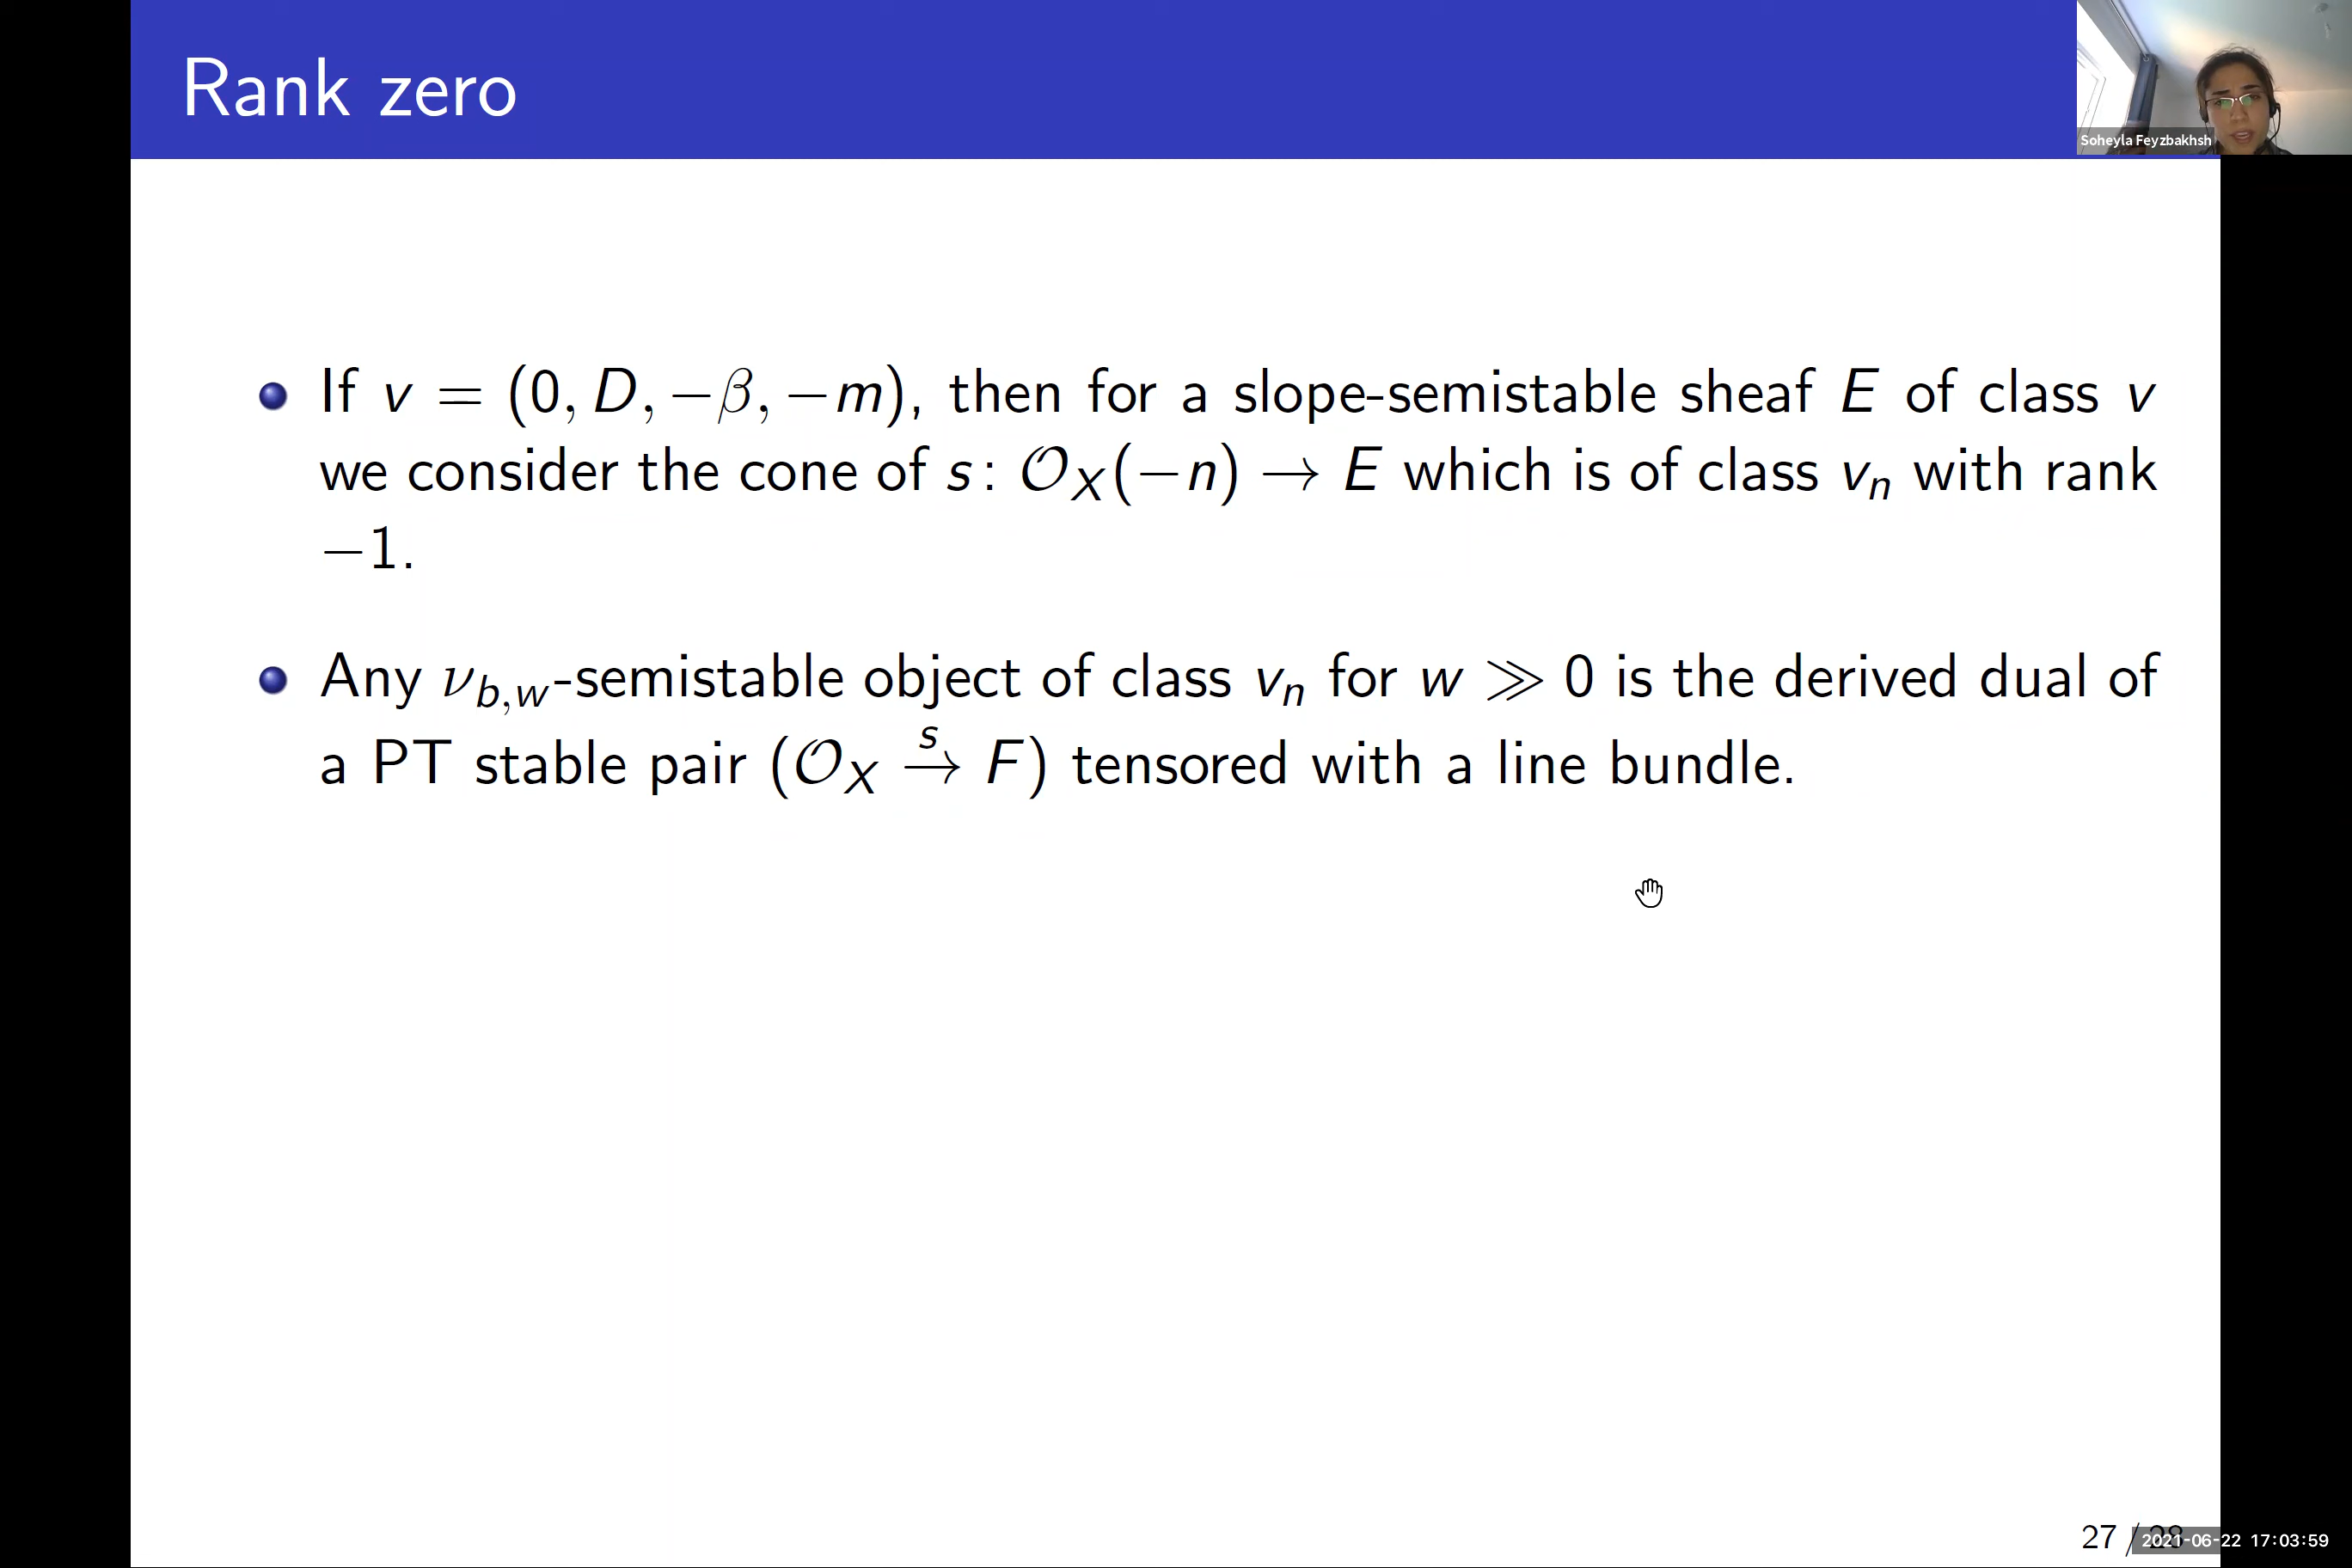 Rank zero
Soheyla Feyzbakhsh
If v = (0, D, −β, −m), then for a slope-semistable sheaf E of class v
we consider the cone of s : 𝒪_X(−n) → E which is of class v_n with rank
−1.
Any ν_{b,w}-semistable object of class v_n for w ≫ 0 is the derived dual of
a PT stable pair (𝒪_X →^s F) tensored with a line bundle.
27 / 28
2021-06-22 17:03:59